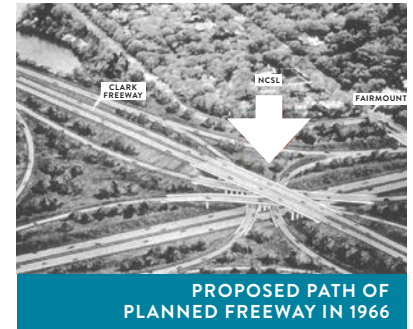 CLARK
FREEWAY
NCSL
FAIRMOUNT
PROPOSED PATH OF
PLANNED FREEWAY IN 1966